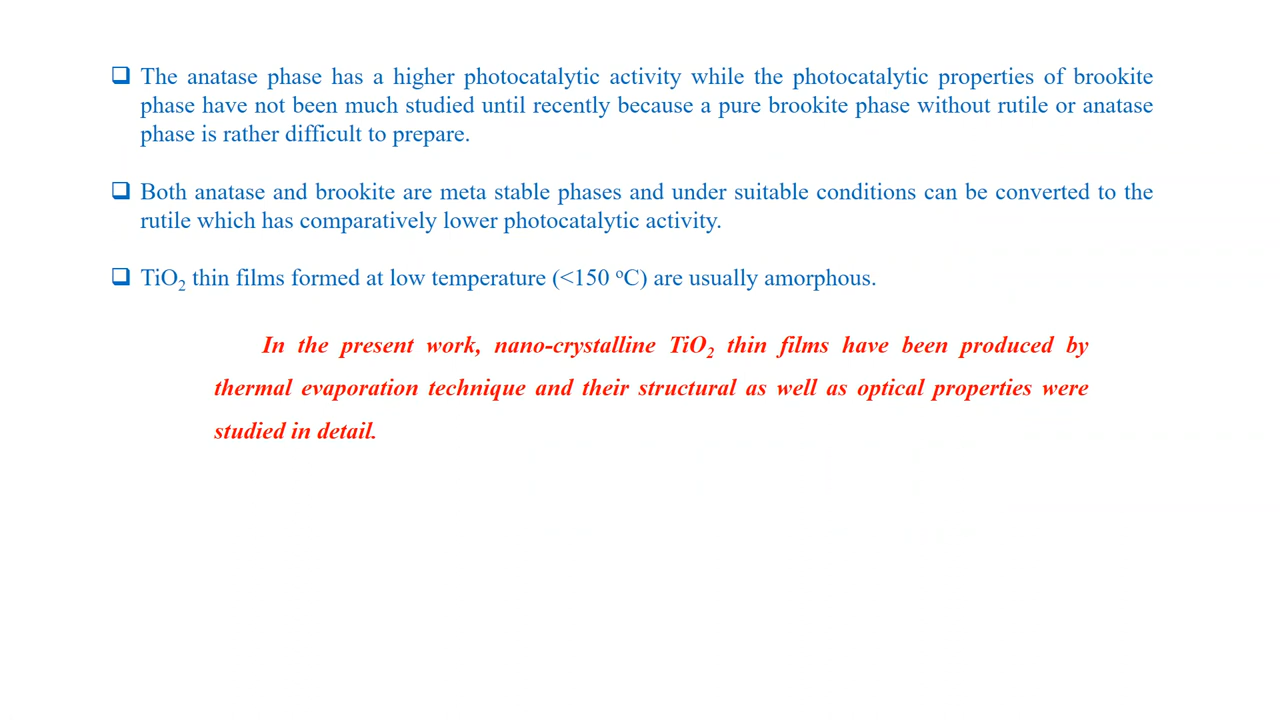 ❑ The anatase phase has a higher photocatalytic activity while the photocatalytic properties of brookite
phase have not been much studied until recently because a pure brookite phase without rutile or anatase
phase is rather difficult to prepare.
❑ Both anatase and brookite are meta stable phases and under suitable conditions can be converted to the
rutile which has comparatively lower photocatalytic activity.
❑ TiO₂ thin films formed at low temperature (<150 ᵒC) are usually amorphous.
In the present work, nano-crystalline TiO₂ thin films have been produced by
thermal evaporation technique and their structural as well as optical properties were
studied in detail.